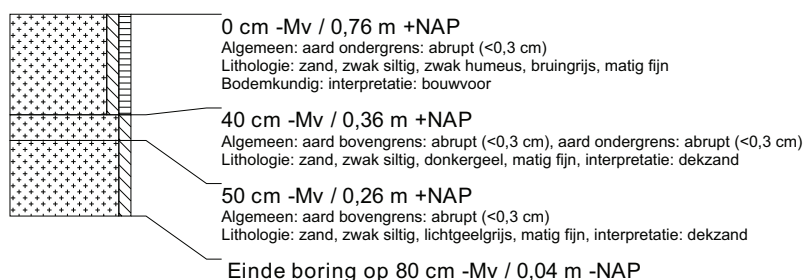 0 cm -Mv / 0,76 m +NAP
Algemeen: aard ondergrens: abrupt (<0,3 cm)
Lithologie: zand, zwak siltig, zwak humeus, bruingrijs, matig fijn
Bodemkundig: interpretatie: bouwvoor
40 cm -Mv / 0,36 m +NAP
Algemeen: aard bovengrens: abrupt (<0,3 cm), aard ondergrens: abrupt (<0,3 cm)
Lithologie: zand, zwak siltig, donkergeel, matig fijn, interpretatie: dekzand
50 cm -Mv / 0,26 m +NAP
Algemeen: aard bovengrens: abrupt (<0,3 cm)
Lithologie: zand, zwak siltig, lichtgeelgrijs, matig fijn, interpretatie: dekzand
Einde boring op 80 cm -Mv / 0,04 m -NAP